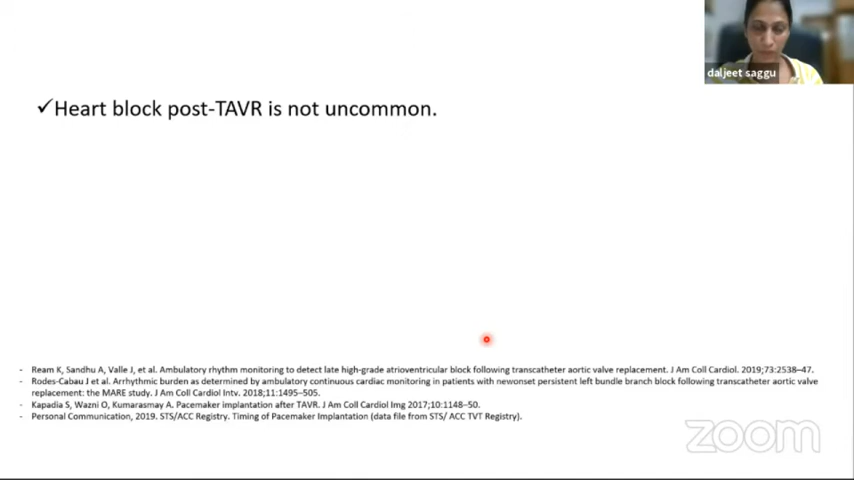 daljeet saggu
✓Heart block post-TAVR is not uncommon.
- Ream K, Sandhu A, Valle J, et al. Ambulatory rhythm monitoring to detect late high-grade atrioventricular block following transcatheter aortic valve replacement. J Am Coll Cardiol. 2019;73:2538–47.
- Rodes-Cabau J et al. Arrhythmic burden as determined by ambulatory continuous cardiac monitoring in patients with newonset persistent left bundle branch block following transcatheter aortic valve
replacement: the MARE study. J Am Coll Cardiol Intv. 2018;11:1495–505.
- Kapadia S, Wazni O, Kumarasmay A. Pacemaker implantation after TAVR. J Am Coll Cardiol Img 2017;10:1148–50.
- Personal Communication, 2019. STS/ACC Registry. Timing of Pacemaker Implantation (data file from STS/ ACC TVT Registry).
zoom